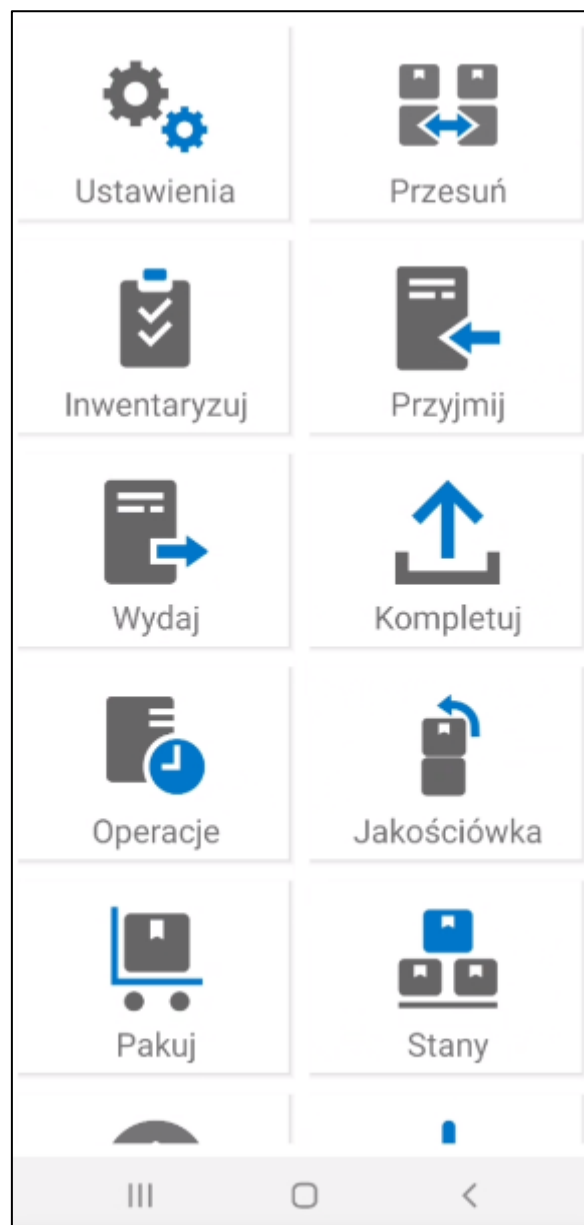 Ustawienia
Przesuń
Inwentaryzuj
Przyjmij
Wydaj
Kompletuj
Operacje
Jakościówka
Pakuj
Stany